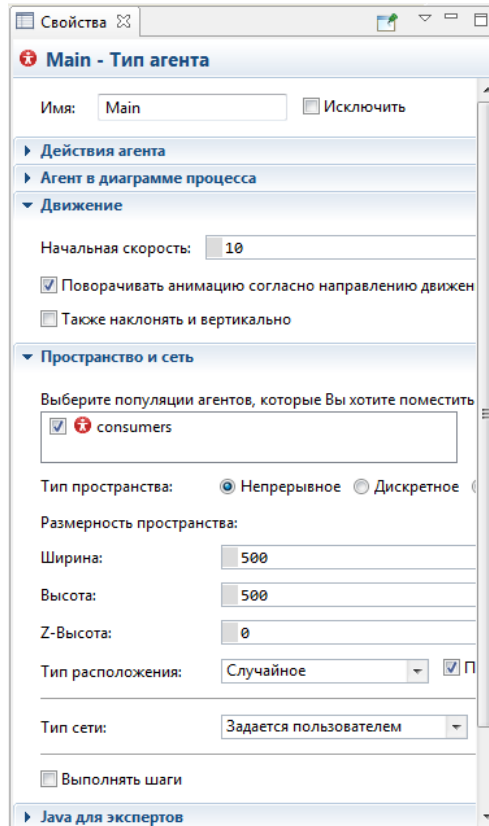 Свойства
Main - Тип агента
Имя: Main Исключить
Действия агента
Агент в диаграмме процесса
Движение
Начальная скорость: 10
Поворачивать анимацию согласно направлению движен
Также наклонять и вертикально
Пространство и сеть
Выберите популяции агентов, которые Вы хотите поместить
consumers
Тип пространства: Непрерывное Дискретное
Размерность пространства:
Ширина: 500
Высота: 500
Z-Высота: 0
Тип расположения: Случайное П
Тип сети: Задается пользователем
Выполнять шаги
Java для экспертов